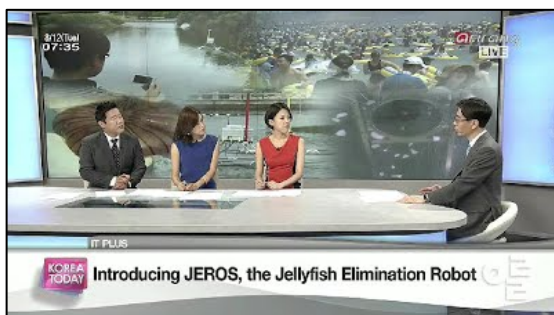 8/12(Tue)
07:35
ARIRANG
LIVE
IT PLUS
KOREA
TODAY
Introducing JEROS, the Jellyfish Elimination Robot